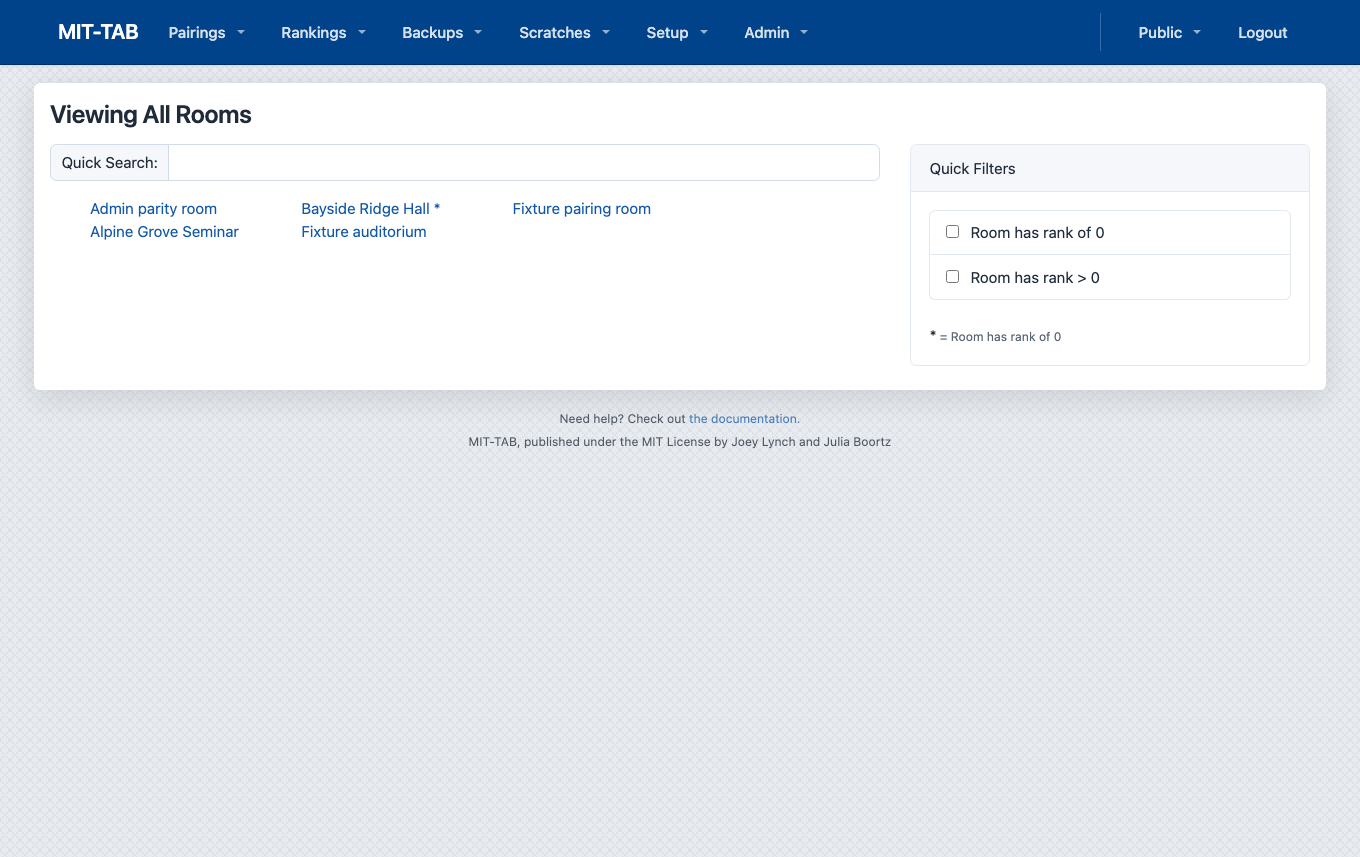 MIT-TAB Pairings Rankings Backups Scratches Setup Admin Public Logout
Viewing All Rooms
Quick Search:
Admin parity room
Alpine Grove Seminar
Bayside Ridge Hall *
Fixture auditorium
Fixture pairing room
Quick Filters
Room has rank of 0
Room has rank > 0
* = Room has rank of 0
Need help? Check out the documentation.
MIT-TAB, published under the MIT License by Joey Lynch and Julia Boortz